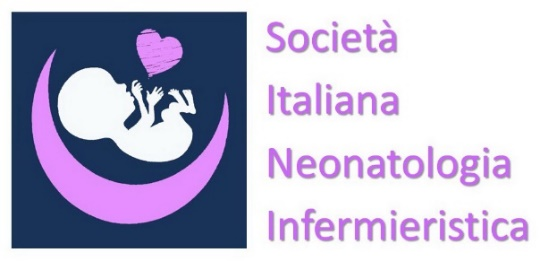 Società
Italiana
Neonatologia
Infermieristica